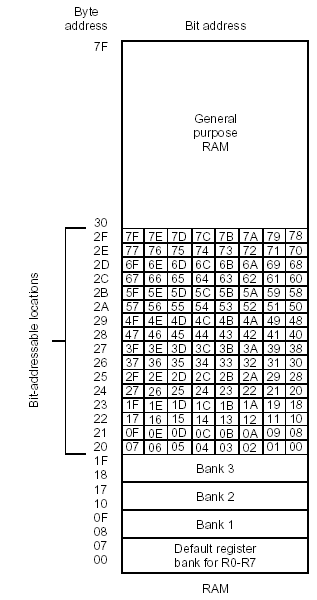 Byte address Bit address
7F
General purpose RAM
30
2F 7F 7E 7D 7C 7B 7A 79 78
2E 77 76 75 74 73 72 71 70
2D 6F 6E 6D 6C 6B 6A 69 68
2C 67 66 65 64 63 62 61 60
2B 5F 5E 5D 5C 5B 5A 59 58
2A 57 56 55 54 53 52 51 50
29 4F 4E 4D 4C 4B 4A 49 48
28 47 46 45 44 43 42 41 40
27 3F 3E 3D 3C 3B 3A 39 38
26 37 36 35 34 33 32 31 30
25 2F 2E 2D 2C 2B 2A 29 28
24 27 26 25 24 23 22 21 20
23 1F 1E 1D 1C 1B 1A 19 18
22 17 16 15 14 13 12 11 10
21 0F 0E 0D 0C 0B 0A 09 08
20 07 06 05 04 03 02 01 00
Bit-addressable locations
1F
18
Bank 3
17
10
Bank 2
0F
08
Bank 1
07
00
Default register
bank for R0-R7
RAM